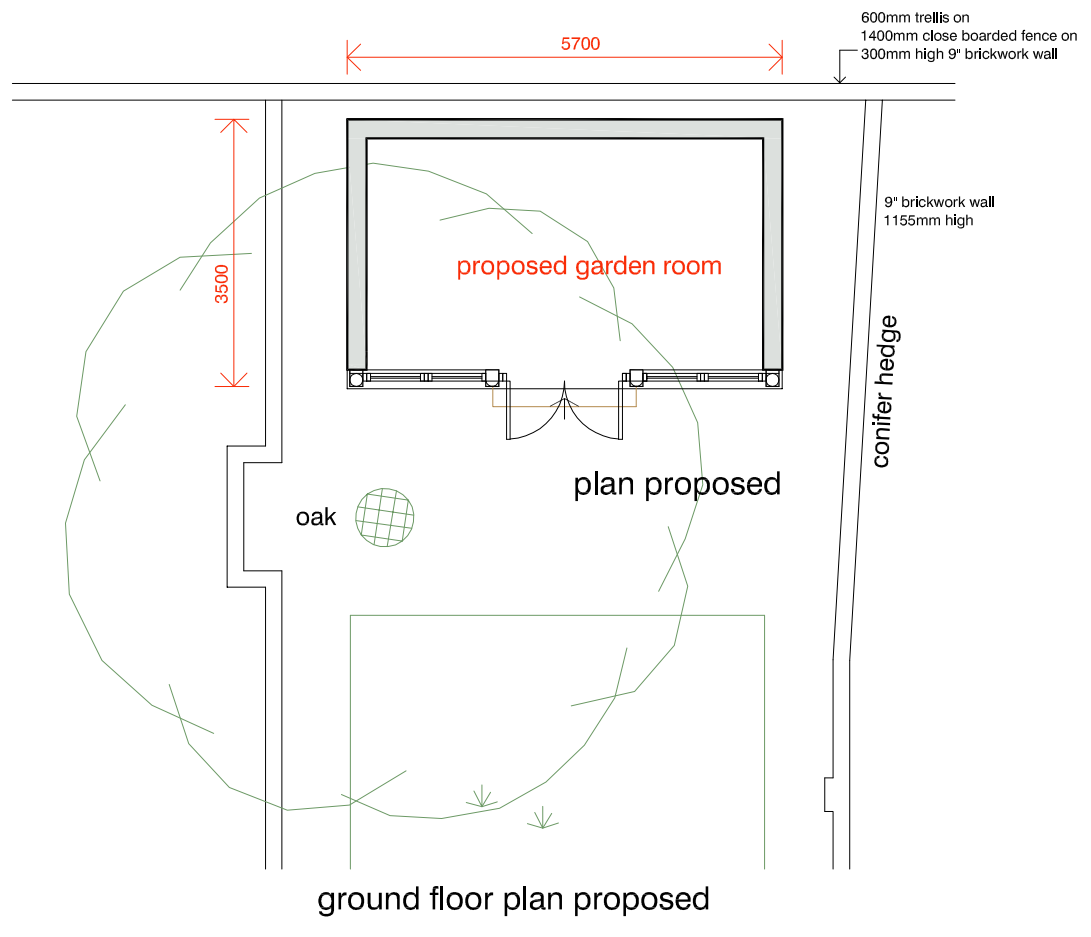 600mm trellis on
1400mm close boarded fence on
300mm high 9" brickwork wall
5700
9" brickwork wall
1155mm high
proposed garden room
3500
conifer hedge
plan proposed
oak
ground floor plan proposed